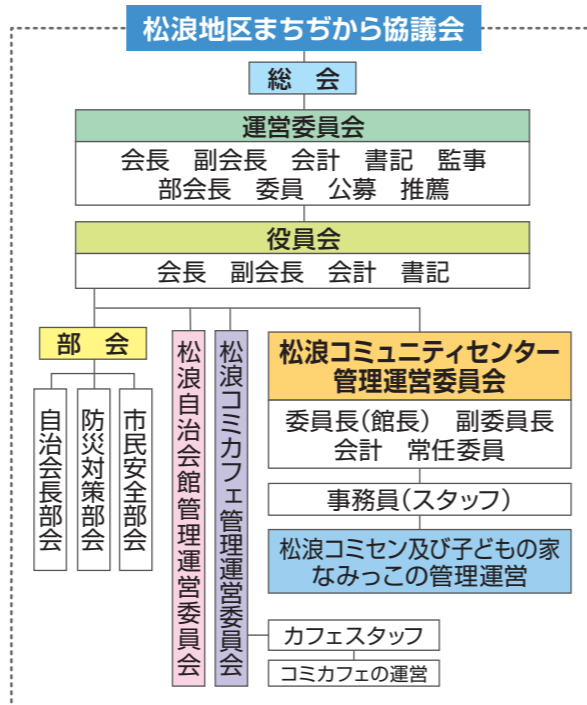 松浪地区まちぢから協議会
総　会
運営委員会
会長　副会長　会計　書記　監事
部会長　委員　公募　推薦
役員会
会長　副会長　会計　書記
部　会
自治会長部会
防災対策部会
市民安全部会
松浪自治会館管理運営委員会
松浪コミカフェ管理運営委員会
カフェスタッフ
コミカフェの運営
松浪コミュニティセンター
管理運営委員会
委員長(館長)　副委員長
会計　常任委員
事務員(スタッフ)
松浪コミセン及び子どもの家
なみっこの管理運営